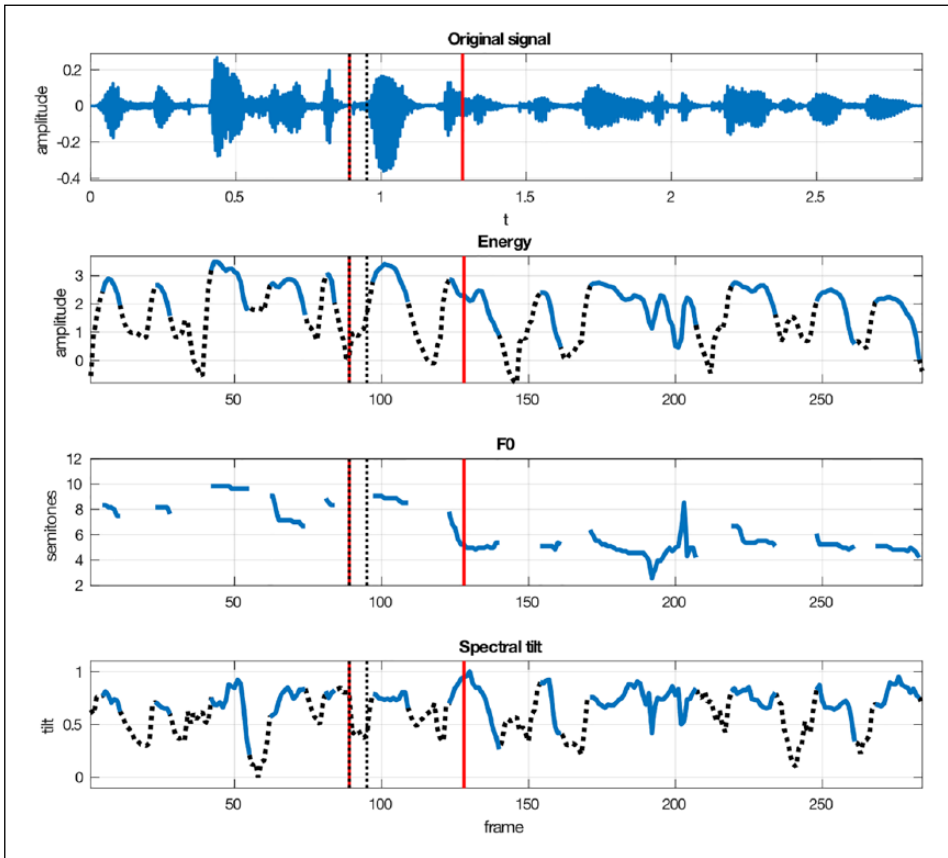 Original signal
0.2
0
-0.2
-0.4
amplitude
0 0.5 1 1.5 2 2.5
t
Energy
3
2
1
0
amplitude
50 100 150 200 250
F0
12
10
8
6
4
2
semitones
50 100 150 200 250
Spectral tilt
1
0.5
0
tilt
50 100 150 200 250
frame